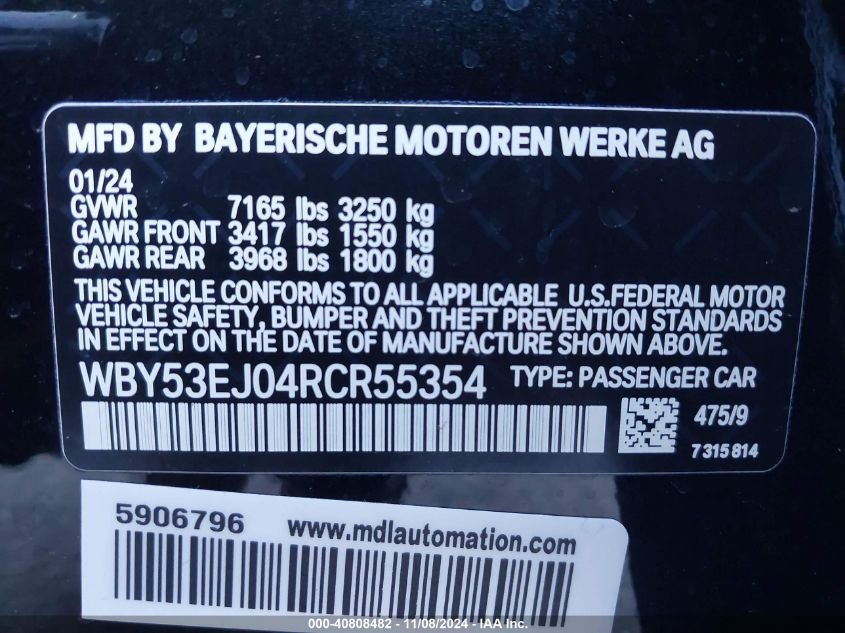 MFD BY BAYERISCHE MOTOREN WERKE AG
01/24
GVWR 7165 lbs 3250 kg
GAWR FRONT 3417 lbs 1550 kg
GAWR REAR 3968 lbs 1800 kg
THIS VEHICLE CONFORMS TO ALL APPLICABLE U.S.FEDERAL MOTOR
VEHICLE SAFETY, BUMPER AND THEFT PREVENTION STANDARDS
IN EFFECT ON THE DATE OF MANUFACTURE SHOWN ABOVE.
WBY53EJ04RCR55354 TYPE: PASSENGER CAR
475/9
7315814
5906796 www.mdlautomation.com
000-40808482 - 11/08/2024 - IAA Inc.